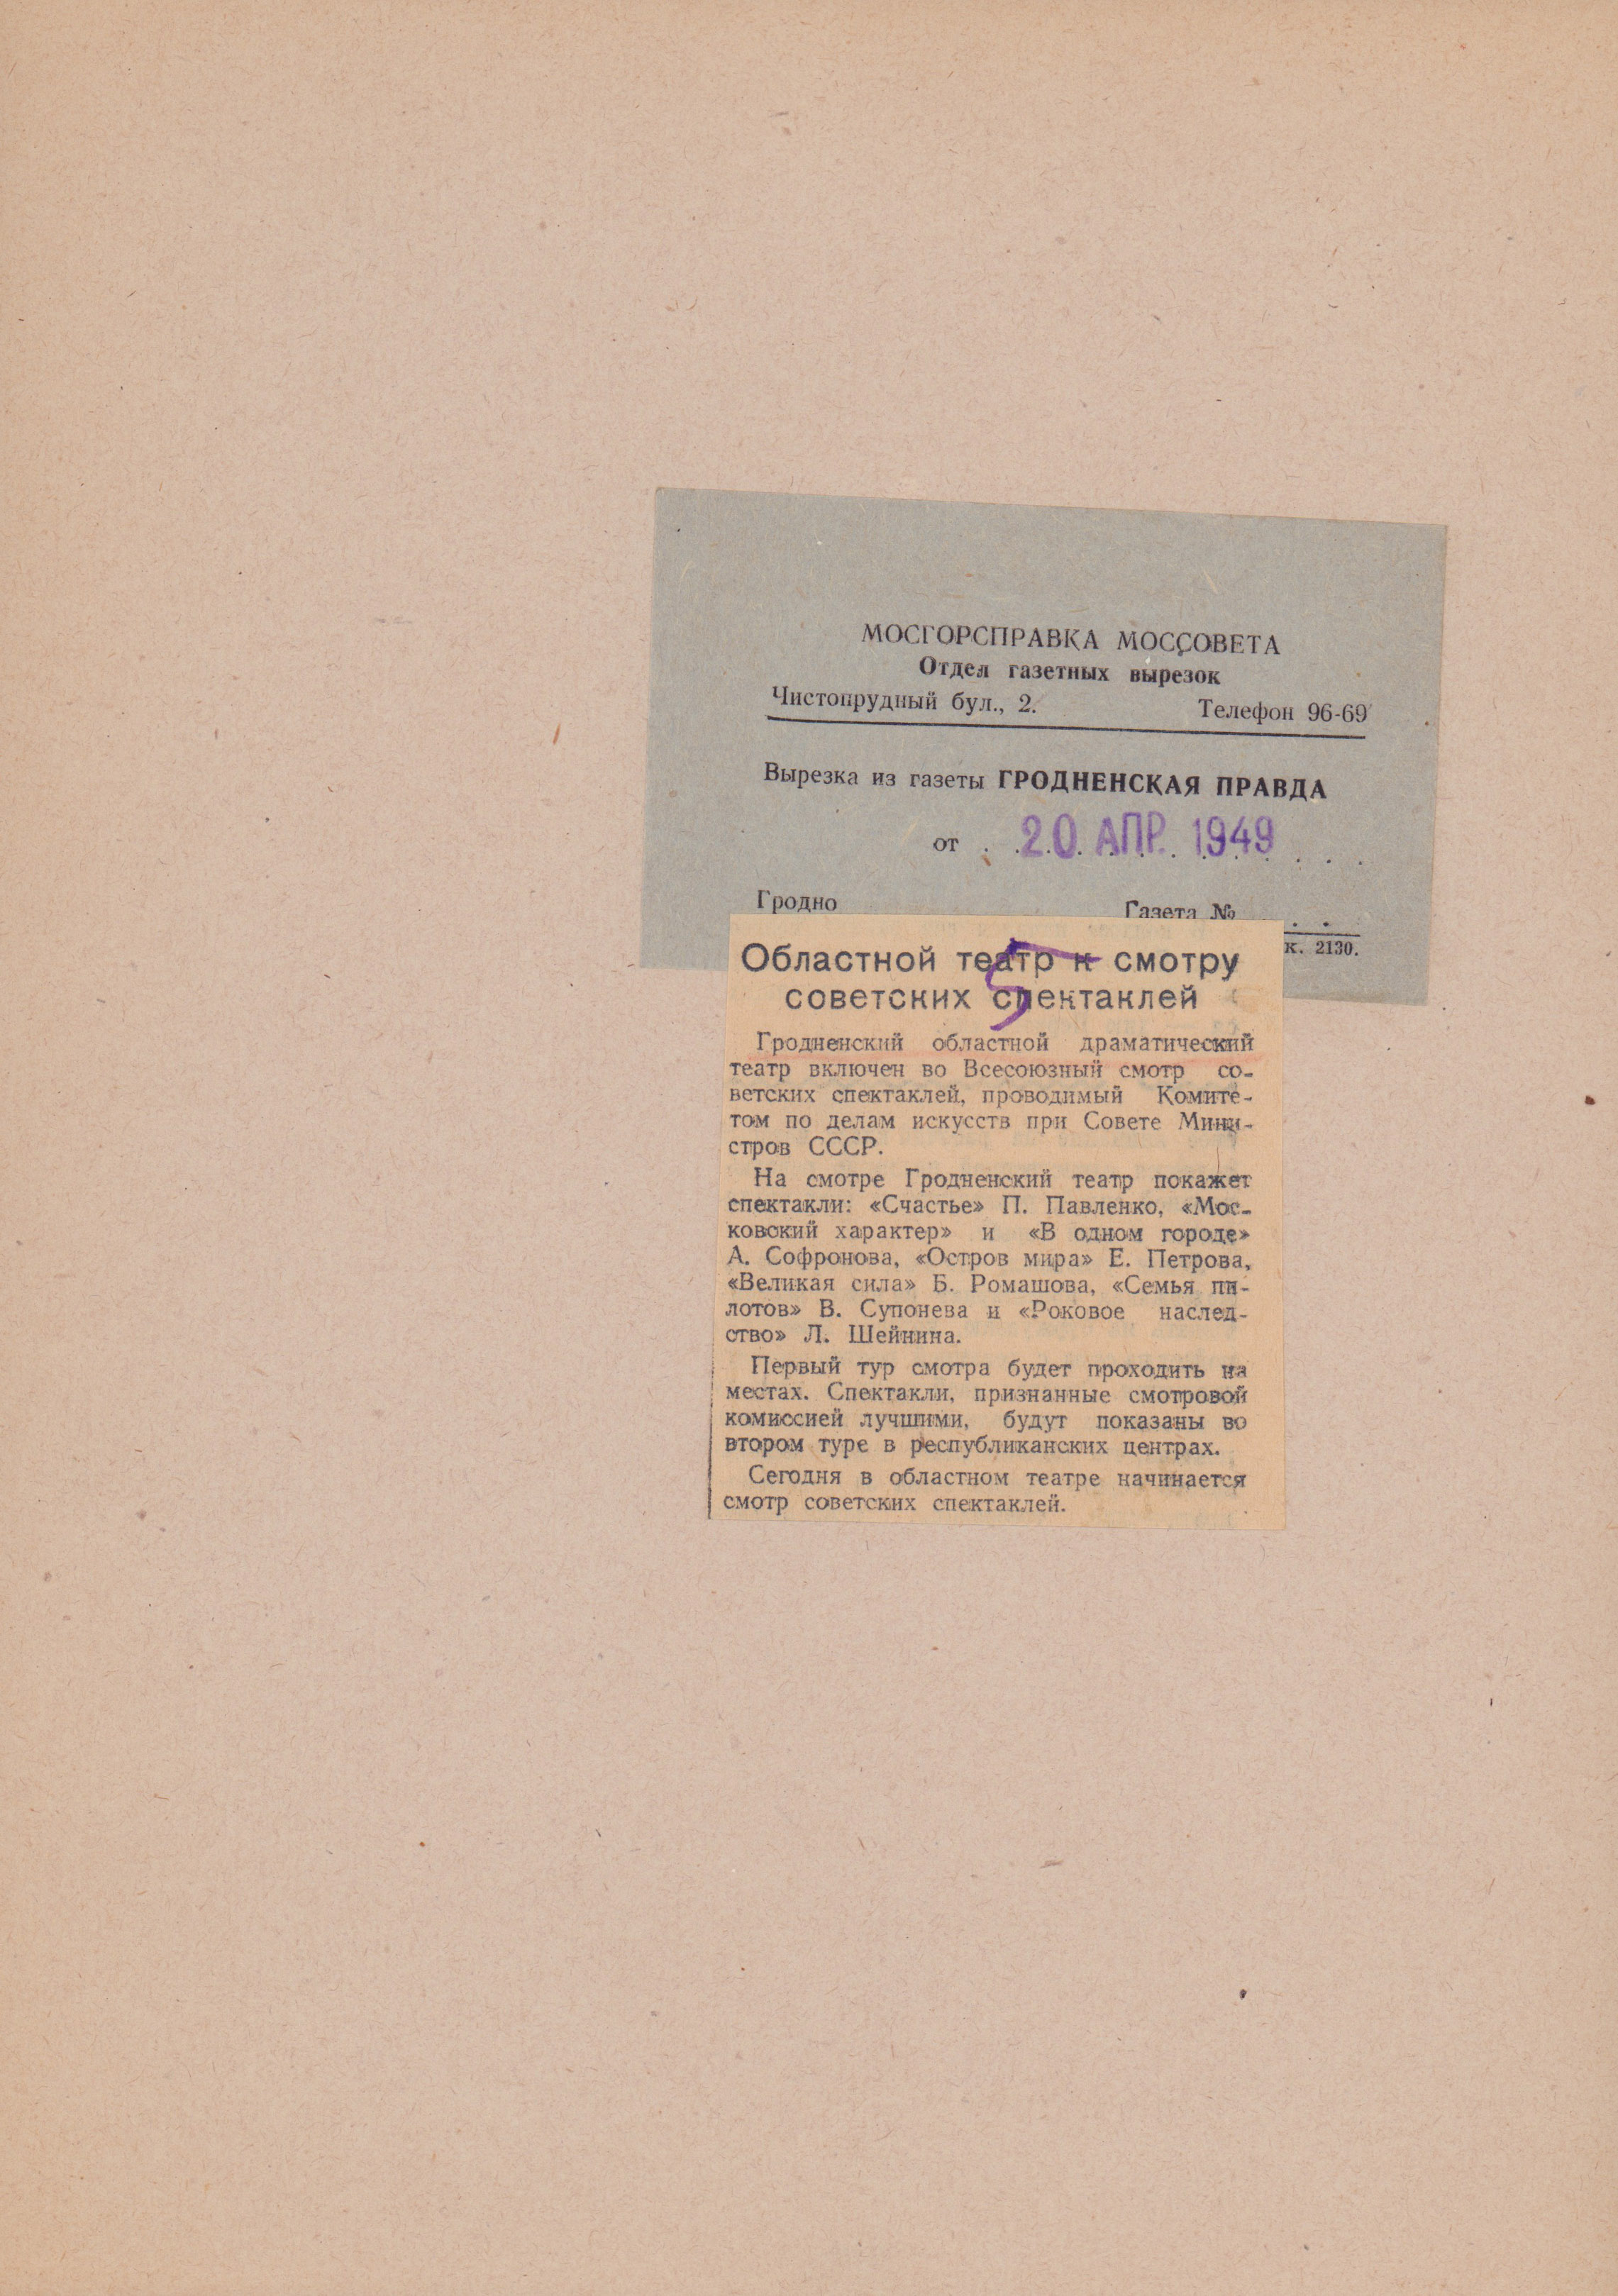 МОСГОРСПРАВКА МОССОВЕТА
Отдел газетных вырезок
Чистопрудный бул., 2. Телефон 96-69
Вырезка из газеты ГРОДНЕНСКАЯ ПРАВДА
от . . 20 АПР. 1949 . . .
Гродно Газета № . .
к. 2130.
5
Областной театр к смотру
советских спектаклей
Гродненский областной драматический
театр включен во Всесоюзный смотр со-
ветских спектаклей, проводимый Комите-
том по делам искусств при Совете Мини-
стров СССР.
На смотре Гродненский театр покажет
спектакли: «Счастье» П. Павленко, «Мос-
ковский характер» и «В одном городе»
А. Софронова, «Остров мира» Е. Петрова,
«Великая сила» Б. Ромашова, «Семья пи-
лотов» В. Супонева и «Роковое наслед-
ство» Л. Шейнина.
Первый тур смотра будет проходить на
местах. Спектакли, признанные смотровой
комиссией лучшими, будут показаны во
втором туре в республиканских центрах.
Сегодня в областном театре начинается
смотр советских спектаклей.